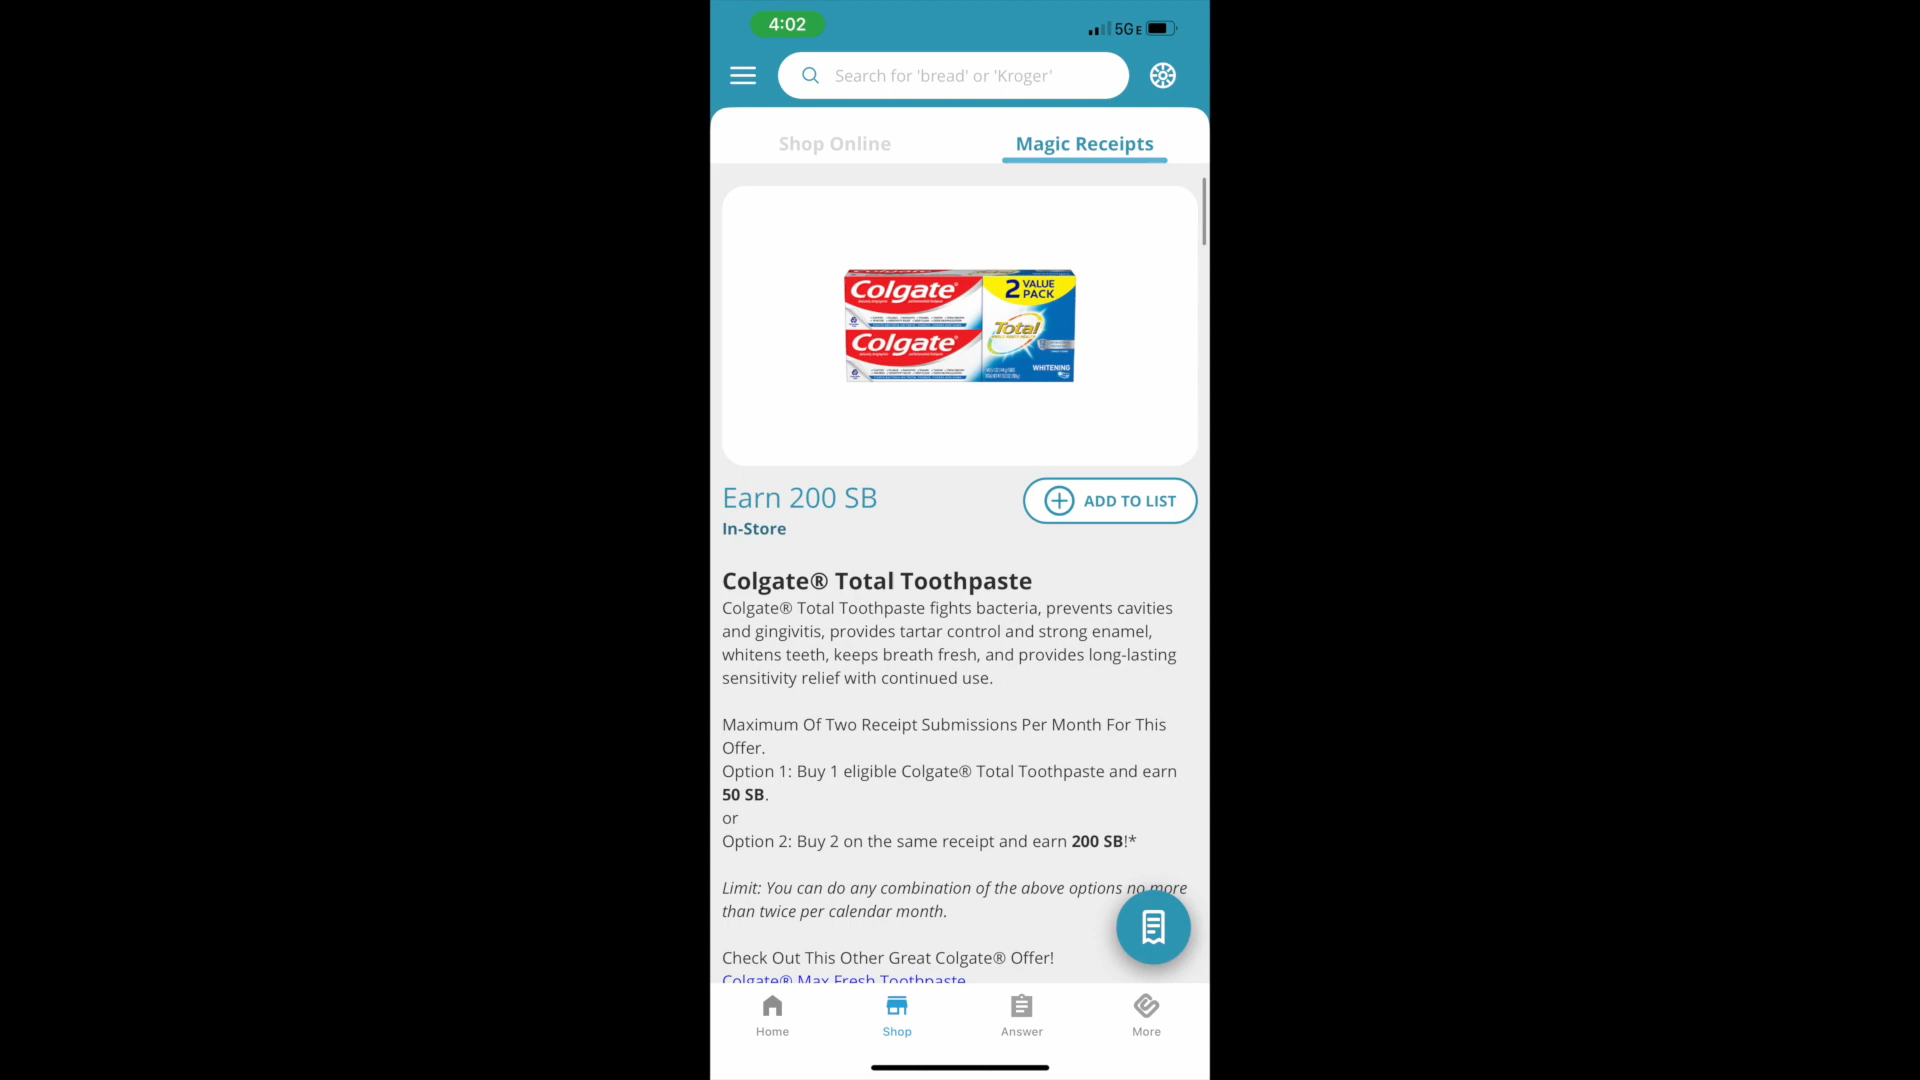 4:02
5GE
Search for 'bread' or 'Kroger'
Shop Online
Magic Receipts
Colgate
2 VALUE PACK
Total
Colgate
WHITENING
Earn 200 SB
ADD TO LIST
In-Store
Colgate® Total Toothpaste
Colgate® Total Toothpaste fights bacteria, prevents cavities
and gingivitis, provides tartar control and strong enamel,
whitens teeth, keeps breath fresh, and provides long-lasting
sensitivity relief with continued use.
Maximum Of Two Receipt Submissions Per Month For This
Offer.
Option 1: Buy 1 eligible Colgate® Total Toothpaste and earn
50 SB.
or
Option 2: Buy 2 on the same receipt and earn 200 SB!*
Limit: You can do any combination of the above options no more
than twice per calendar month.
Check Out This Other Great Colgate® Offer!
Colgate® Max Fresh Toothpaste
Home
Shop
Answer
More